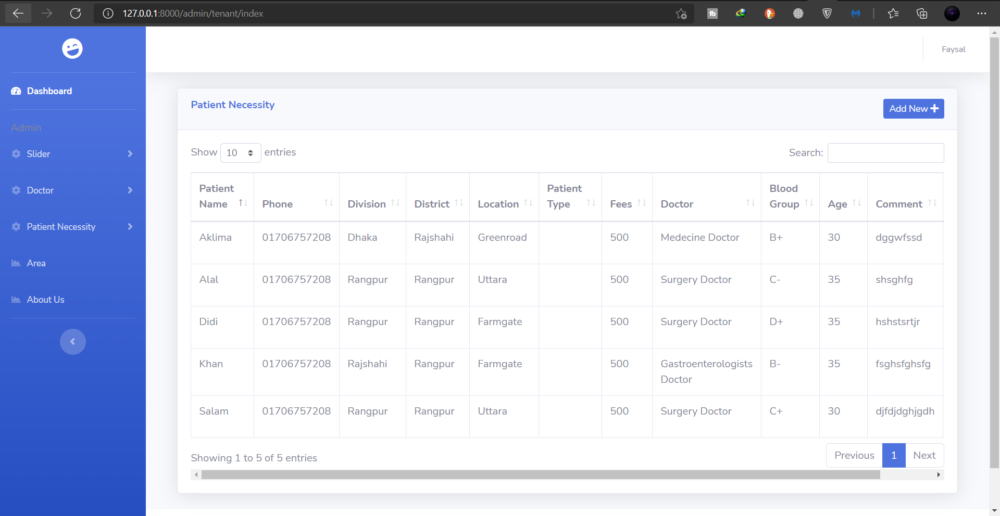 127.0.0.1:8000/admin/tenant/index
Faysal
Dashboard
Admin
Slider
Doctor
Patient Necessity
Area
About Us
Patient Necessity
Add New
Show 10 entries
Search:
Patient Name Phone Division District Location Patient Type Fees Doctor Blood Group Age Comment
Aklima 01706757208 Dhaka Rajshahi Greenroad 500 Medecine Doctor B+ 30 dggwfssd
Alal 01706757208 Rangpur Rangpur Uttara 500 Surgery Doctor C- 35 shsghfg
Didi 01706757208 Rangpur Rangpur Farmgate 500 Surgery Doctor D+ 35 hshstsrtjr
Khan 01706757208 Rajshahi Rangpur Farmgate 500 Gastroenterologists Doctor B- 35 fsghsfghsfg
Salam 01706757208 Rangpur Rangpur Uttara 500 Surgery Doctor C+ 30 djfdjdghjgdh
Showing 1 to 5 of 5 entries
Previous 1 Next